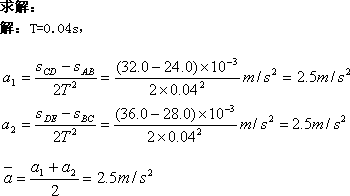 求解：
解：T=0.04s，
a₁ = (s_CD − s_AB)/(2T²) = ((32.0−24.0)×10⁻³)/(2×0.04²) m/s² = 2.5m/s²
a₂ = (s_DE − s_BC)/(2T²) = ((36.0−28.0)×10⁻³)/(2×0.04²) m/s² = 2.5m/s²
a̅ = (a₁ + a₂)/2 = 2.5m/s²